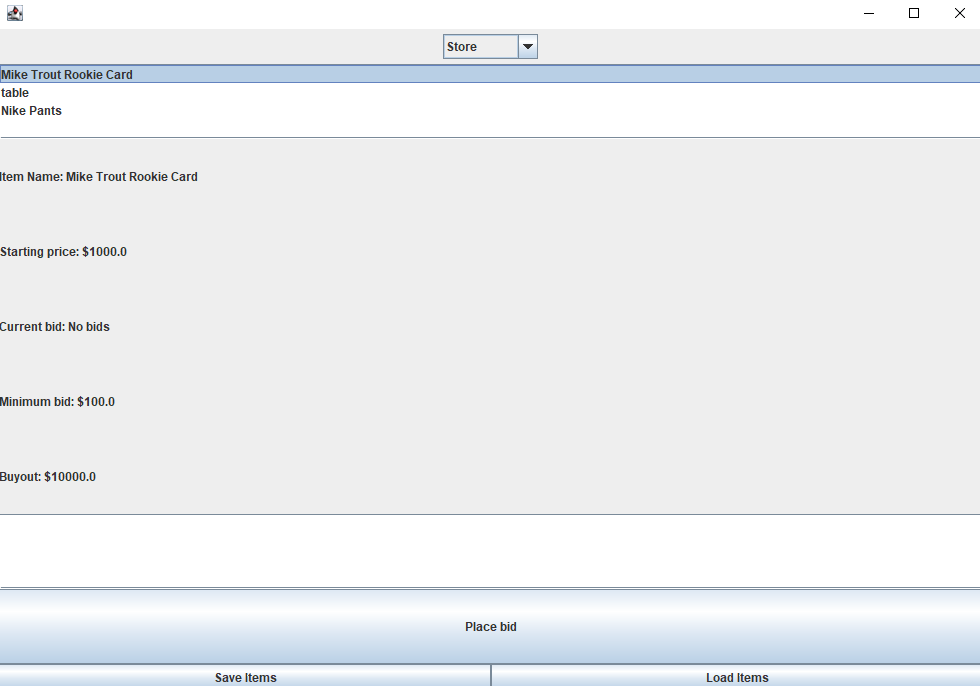 Store
Mike Trout Rookie Card
table
Nike Pants
Item Name: Mike Trout Rookie Card
Starting price: $1000.0
Current bid: No bids
Minimum bid: $100.0
Buyout: $10000.0
Place bid
Save Items
Load Items